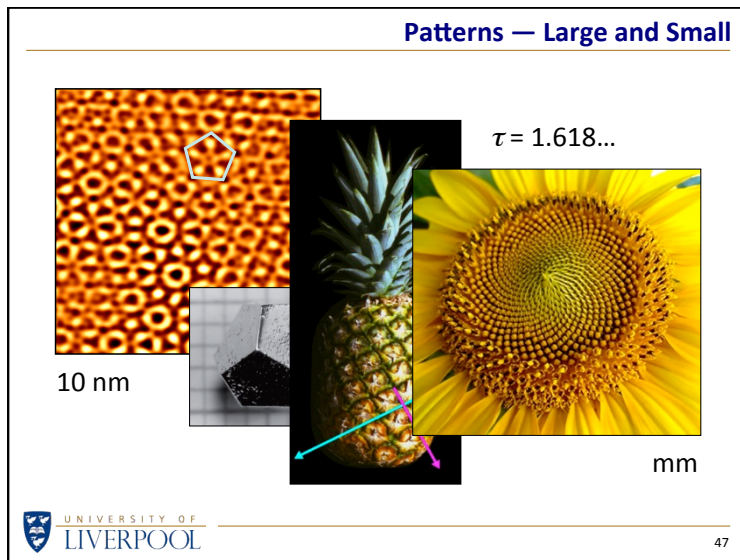 Patterns — Large and Small
τ = 1.618...
10 nm
mm
UNIVERSITY OF
LIVERPOOL
47